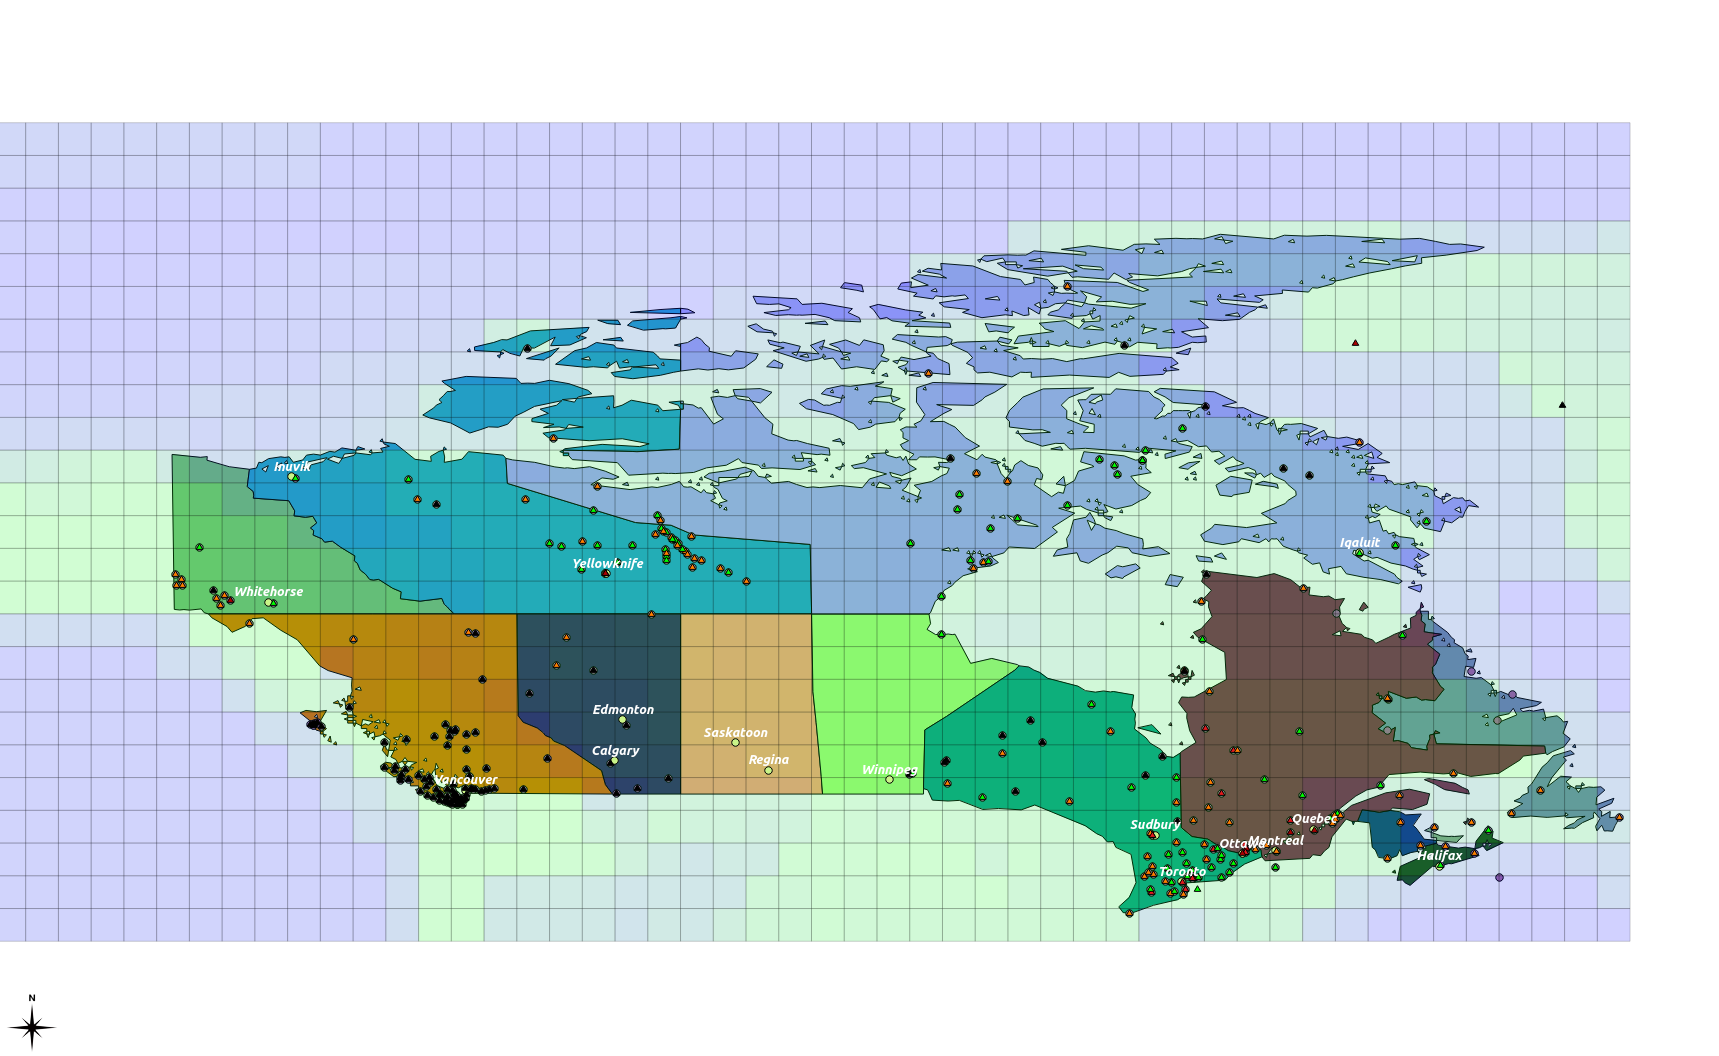 Inuvik
Iqaluit
Yellowknife
Whitehorse
Edmonton
Saskatoon
Calgary
Regina
Winnipeg
Vancouver
Quebec
Sudbury
Ottawa
Montreal
Halifax
Toronto
N